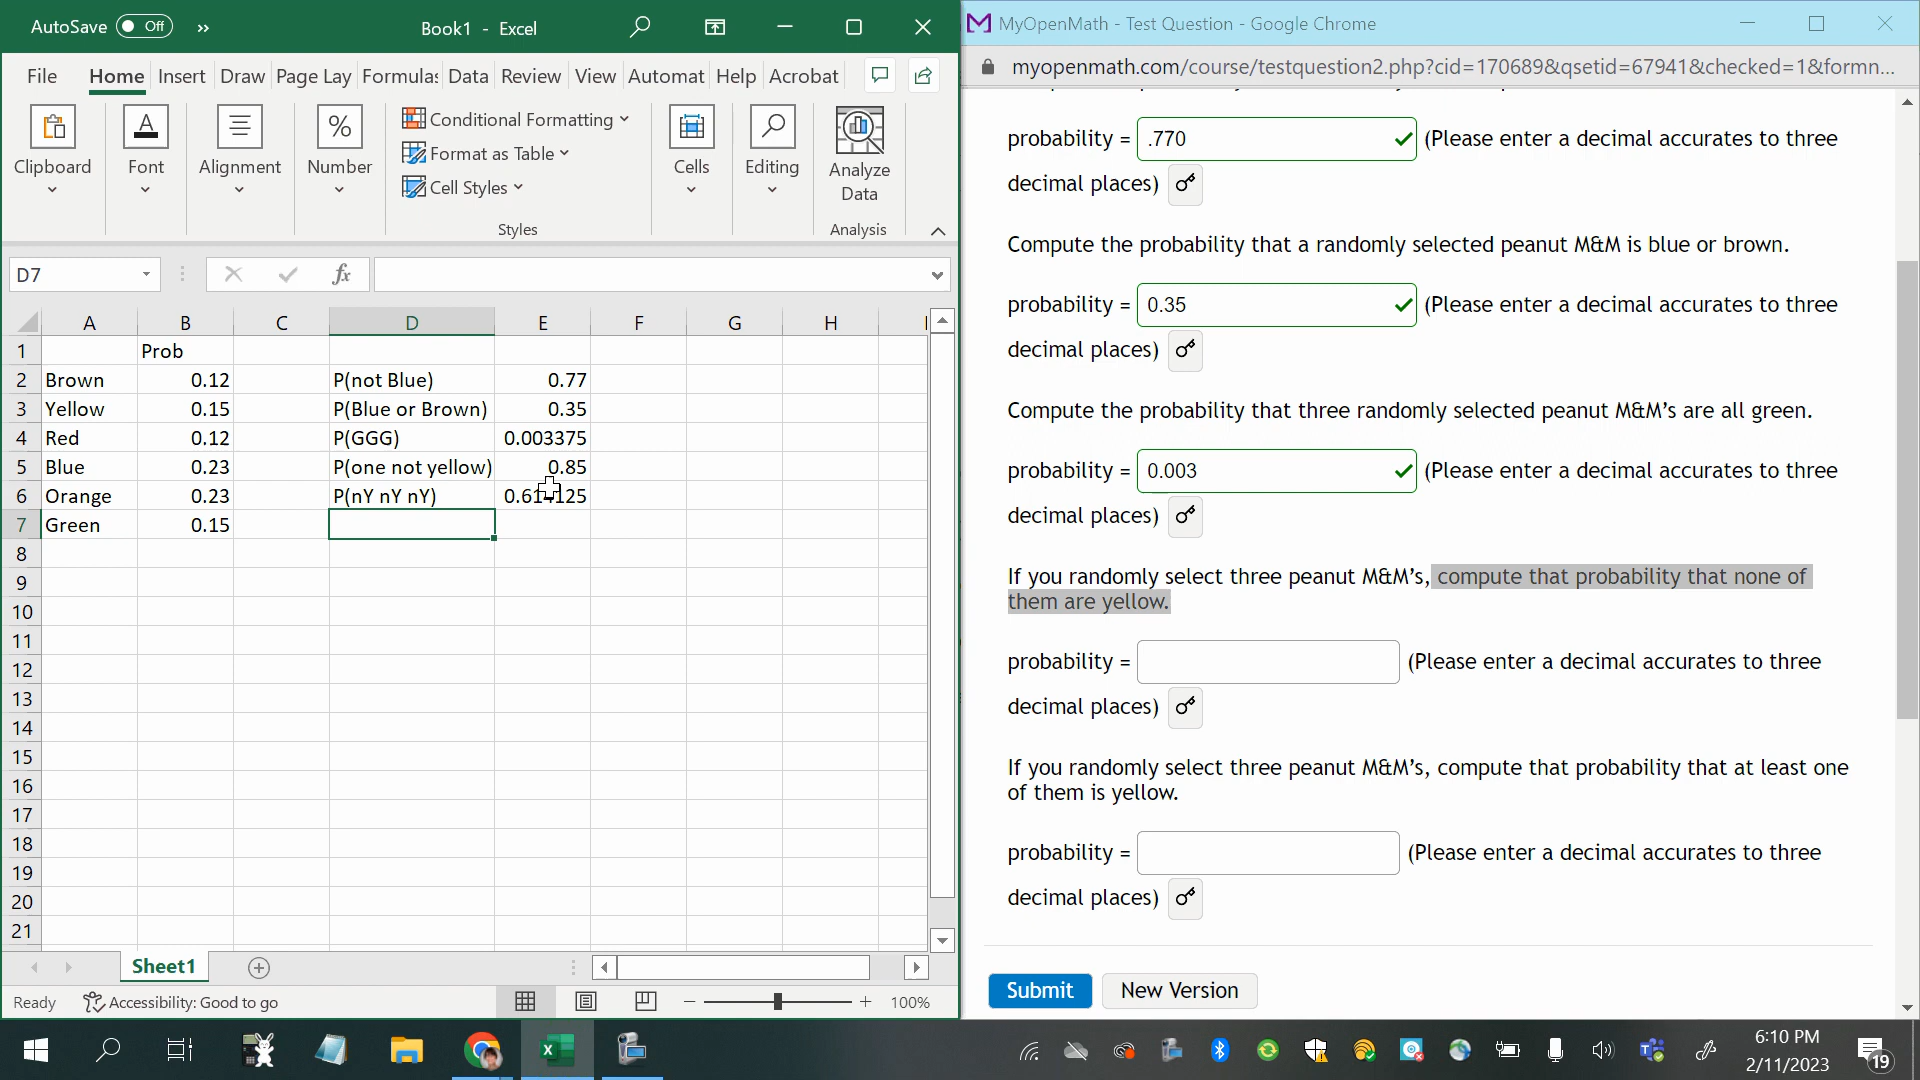 AutoSave Off »
Book1 - Excel
File Home Insert Draw Page Lay Formulas Data Review View Automat Help Acrobat
Clipboard
Font
Alignment
Number
Conditional Formatting
Format as Table
Cell Styles
Styles
Cells
Editing
Analyze
Data
Analysis
D7
fx
A B C D E F G H
1 Prob
2 Brown 0.12 P(not Blue) 0.77
3 Yellow 0.15 P(Blue or Brown) 0.35
4 Red 0.12 P(GGG) 0.003375
5 Blue 0.23 P(one not yellow) 0.85
6 Orange 0.23 P(nY nY nY) 0.614125
7 Green 0.15
8
9
10
11
12
13
14
15
16
17
18
19
20
21
Sheet1
Ready Accessibility: Good to go 100%
MyOpenMath - Test Question - Google Chrome
myopenmath.com/course/testquestion2.php?cid=170689&qsetid=67941&checked=1&formn...
probability = .770 (Please enter a decimal accurates to three
decimal places)
Compute the probability that a randomly selected peanut M&M is blue or brown.
probability = 0.35 (Please enter a decimal accurates to three
decimal places)
Compute the probability that three randomly selected peanut M&M's are all green.
probability = 0.003 (Please enter a decimal accurates to three
decimal places)
If you randomly select three peanut M&M's, compute that probability that none of
them are yellow.
probability = (Please enter a decimal accurates to three
decimal places)
If you randomly select three peanut M&M's, compute that probability that at least one
of them is yellow.
probability = (Please enter a decimal accurates to three
decimal places)
Submit New Version
6:10 PM
2/11/2023
19